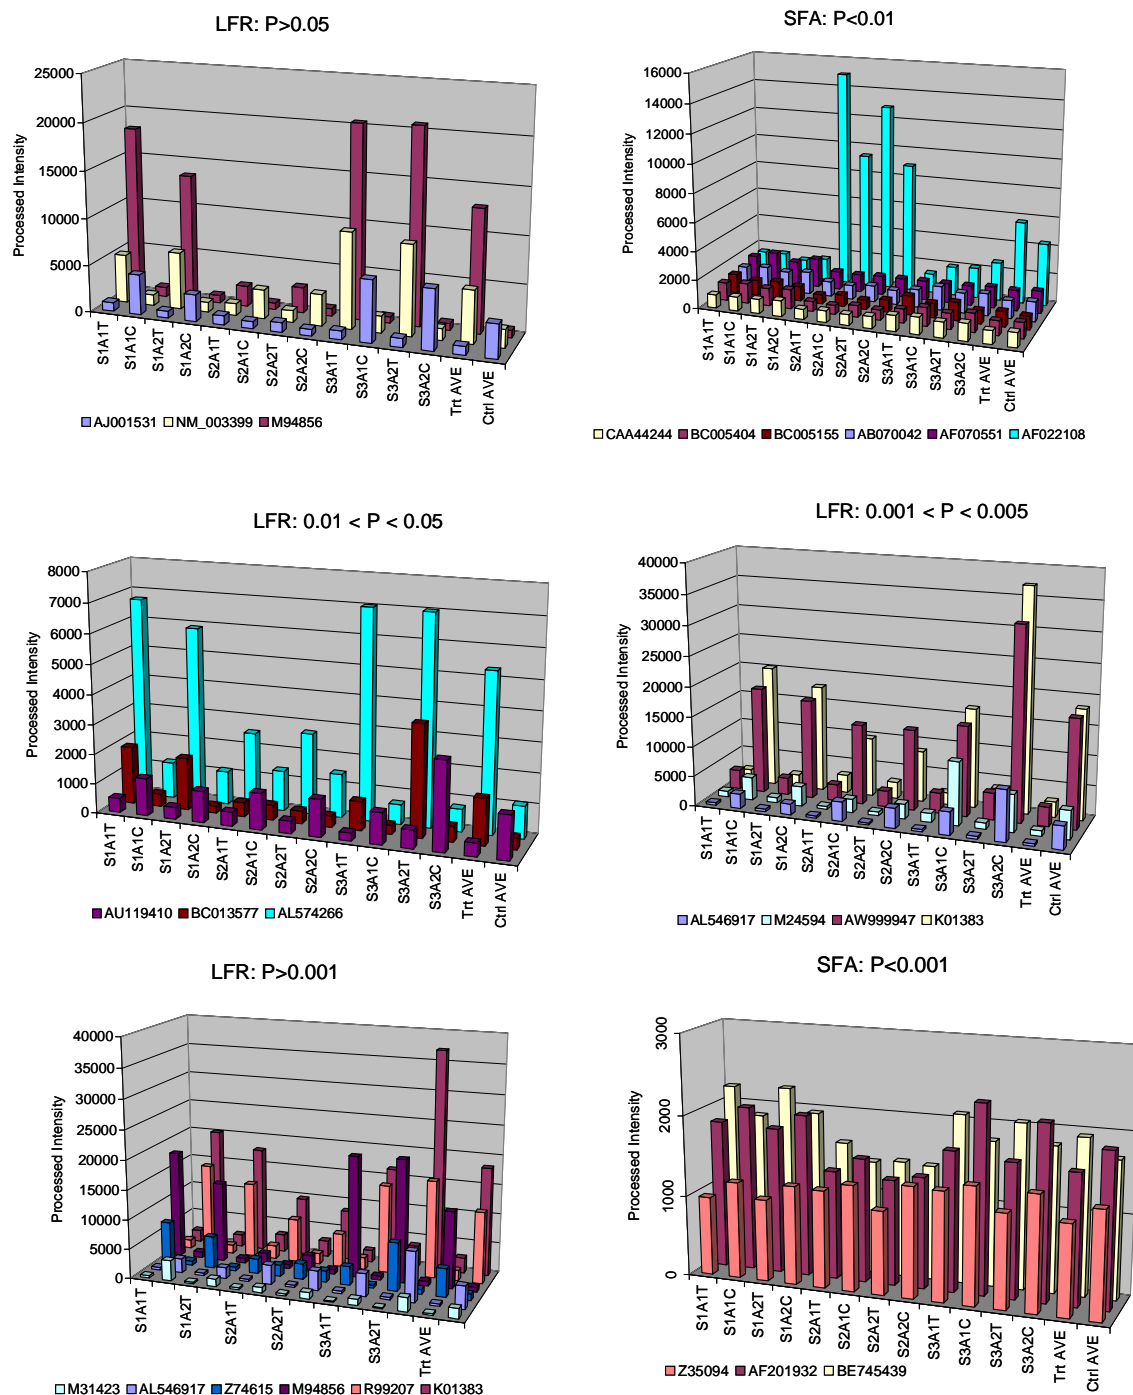 LFR: P>0.05
Processed Intensity
25000
20000
15000
10000
5000
0
S1A1T
S1A1C
S1A2T
S1A2C
S2A1T
S2A1C
S2A2T
S2A2C
S3A1T
S3A1C
S3A2T
S3A2C
Trt AVE
Ctrl AVE
AJ001531 NM_003399 M94856
SFA: P<0.01
Processed Intensity
16000
14000
12000
10000
8000
6000
4000
2000
0
S1A1T
S1A1C
S1A2T
S1A2C
S2A1T
S2A1C
S2A2T
S2A2C
S3A1T
S3A1C
S3A2T
S3A2C
Trt AVE
Ctrl AVE
CAA44244 BC005404 BC005155 AB070042 AF070551 AF022108
LFR: 0.01 < P < 0.05
Processed Intensity
8000
7000
6000
5000
4000
3000
2000
1000
0
S1A1T
S1A1C
S1A2T
S1A2C
S2A1T
S2A1C
S2A2T
S2A2C
S3A1T
S3A1C
S3A2T
S3A2C
Trt AVE
Ctrl AVE
AU119410 BC013577 AL574266
LFR: 0.001 < P < 0.005
Processed Intensity
40000
35000
30000
25000
20000
15000
10000
5000
0
S1A1T
S1A1C
S1A2T
S1A2C
S2A1T
S2A1C
S2A2T
S2A2C
S3A1T
S3A1C
S3A2T
S3A2C
Trt AVE
Ctrl AVE
AL546917 M24594 AW999947 K01383
LFR: P>0.001
Processed Intensity
40000
35000
30000
25000
20000
15000
10000
5000
0
S1A1T
S1A2T
S2A1T
S2A2T
S3A1T
S3A2T
Trt AVE
M31423 AL546917 Z74615 M94856 R99207 K01383
SFA: P<0.001
Processed Intensity
3000
2000
1000
0
S1A1T
S1A1C
S1A2T
S1A2C
S2A1T
S2A1C
S2A2T
S2A2C
S3A1T
S3A1C
S3A2T
S3A2C
Trt AVE
Ctrl AVE
Z35094 AF201932 BE745439